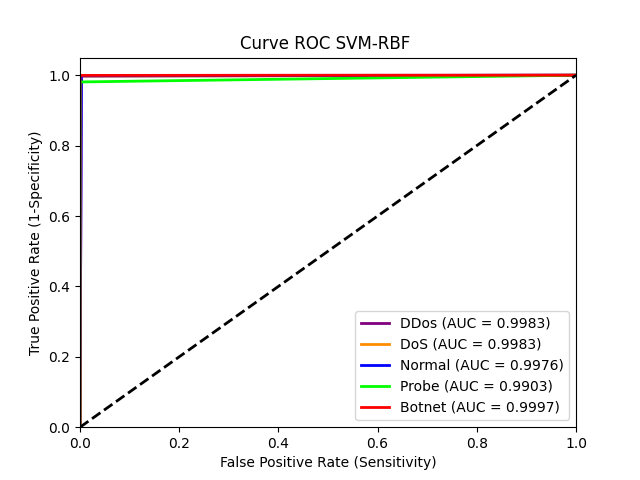 Curve ROC SVM-RBF
True Positive Rate (1-Specificity)
1.0
0.8
0.6
0.4
0.2
0.0
DDos (AUC = 0.9983)
DoS (AUC = 0.9983)
Normal (AUC = 0.9976)
Probe (AUC = 0.9903)
Botnet (AUC = 0.9997)
0.0 0.2 0.4 0.6 0.8 1.0
False Positive Rate (Sensitivity)